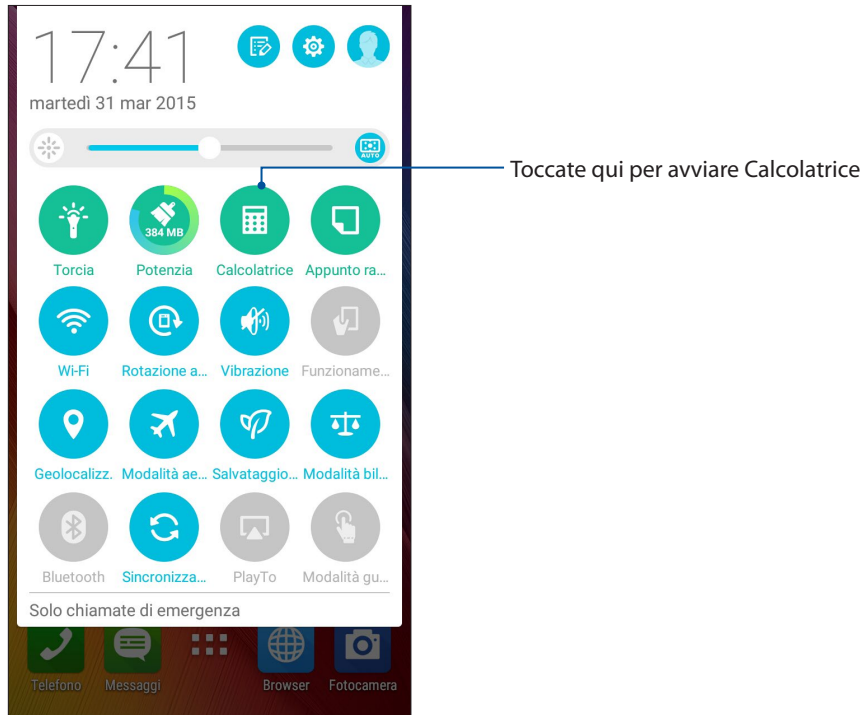 17:41
martedì 31 mar 2015
AUTO
Toccate qui per avviare Calcolatrice
384 MB
Torcia Potenzia Calcolatrice Appunto ra...
Wi-Fi Rotazione a... Vibrazione Funzioname...
Geolocalizz. Modalità ae... Salvataggio... Modalità bil...
Bluetooth Sincronizza... PlayTo Modalità gu...
Solo chiamate di emergenza
Telefono Messaggi Browser Fotocamera